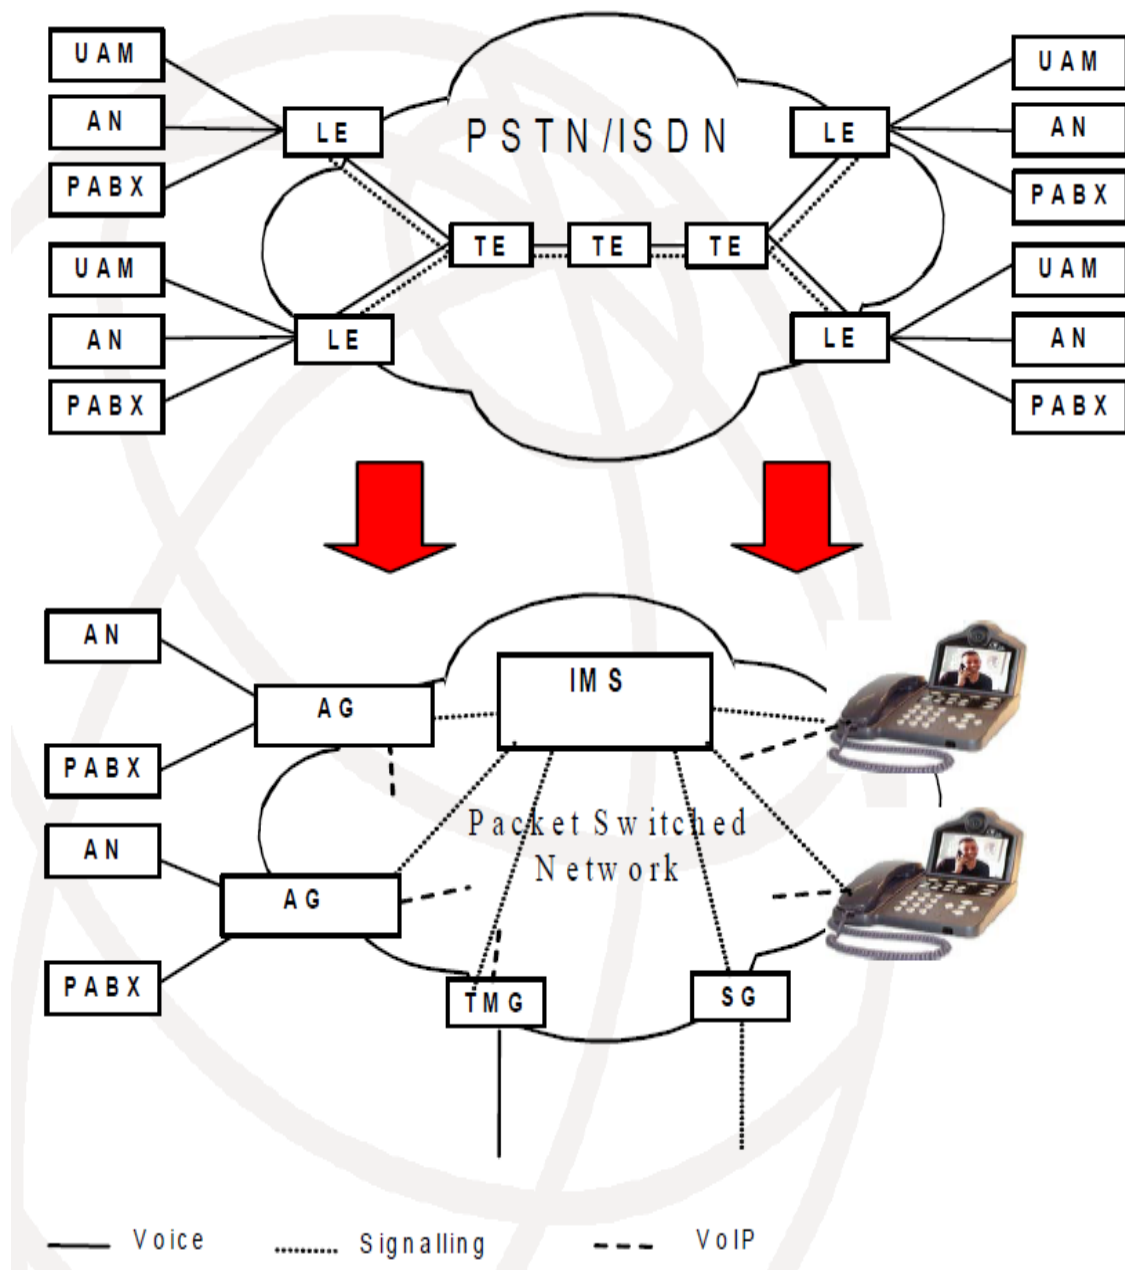 UAM
UAM
AN
LE
PSTN/ISDN
LE
AN
PABX
PABX
TE
TE
TE
UAM
UAM
AN
LE
LE
AN
PABX
PABX
AN
IMS
AG
PABX
AN
Packet Switched
Network
AG
PABX
TMG
SG
Voice
Signalling
VoIP